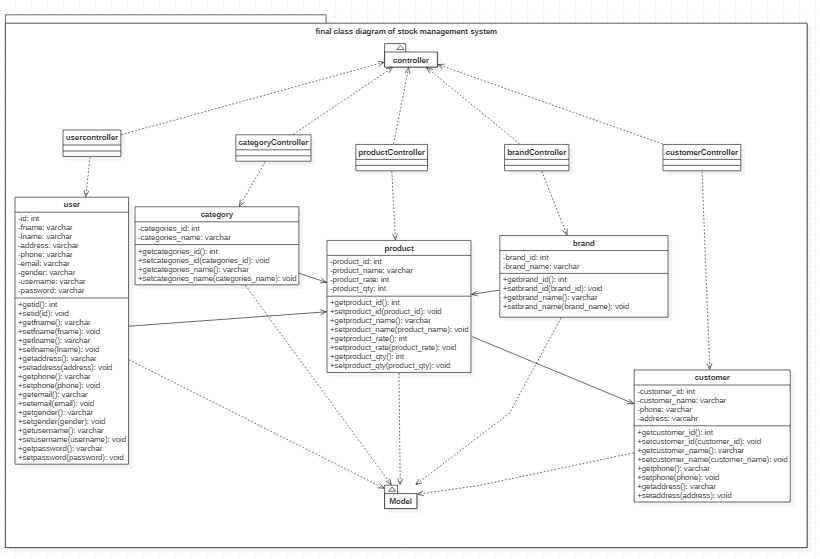 final class diagram of stock management system
controller
usercontroller
categoryController
productController
brandController
customerController
user
-id: int
-fname: varchar
-lname: varchar
-address: varchar
-phone: varchar
-email: varchar
-gender: varchar
-username: varchar
-password: varchar
+getid(): int
+setid(id): void
+getfname(): varchar
+setfname(fname): void
+getlname(): varchar
+setlname(lname): void
+getaddress(): varchar
+setaddress(address): void
+getphone(): varchar
+setphone(phone): void
+getemail(): varchar
+setemail(email): void
+getgender(): varchar
+setgender(gender): void
+getusername(): varchar
+setusername(username): void
+getpassword(): varchar
+setpassword(password): void
category
-categories_id: int
-categories_name: varchar
+getcategories_id(): int
+setcategories_id(categories_id): void
+getcategories_name(): varchar
+setcategories_name(categories_name): void
product
-product_id: int
-product_name: varchar
-product_rate: int
-product_qty: int
+getproduct_id(): int
+setproduct_id(product_id): void
+getproduct_name(): varchar
+setproduct_name(product_name): void
+getproduct_rate(): int
+setproduct_rate(product_rate): void
+getproduct_qty(): int
+setproduct_qty(product_qty): void
brand
-brand_id: int
-brand_name: varchar
+getbrand_id(): int
+setbrand_id(brand_id): void
+getbrand_name(): varchar
+setbrand_name(brand_name): void
customer
-customer_id: int
-customer_name: varchar
-phone: varchar
-address: varcahr
+getcustomer_id(): int
+setcustomer_id(customer_id): void
+getcustomer_name(): varchar
+setcustomer_name(customer_name): void
+getphone(): varchar
+setphone(phone): void
+getaddress(): varchar
+setaddress(address): void
Model